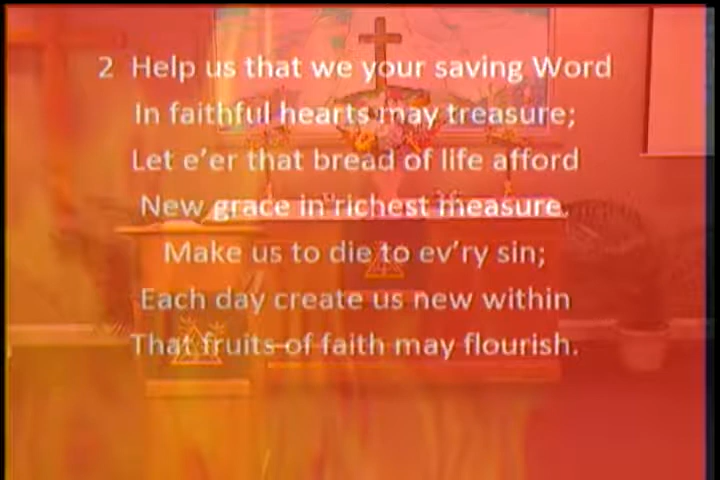 2 Help us that we your saving Word
In faithful hearts may treasure;
Let e'er that bread of life afford
New grace in richest measure.
Make us to die to ev'ry sin;
Each day create us new within
That fruits of faith may flourish.